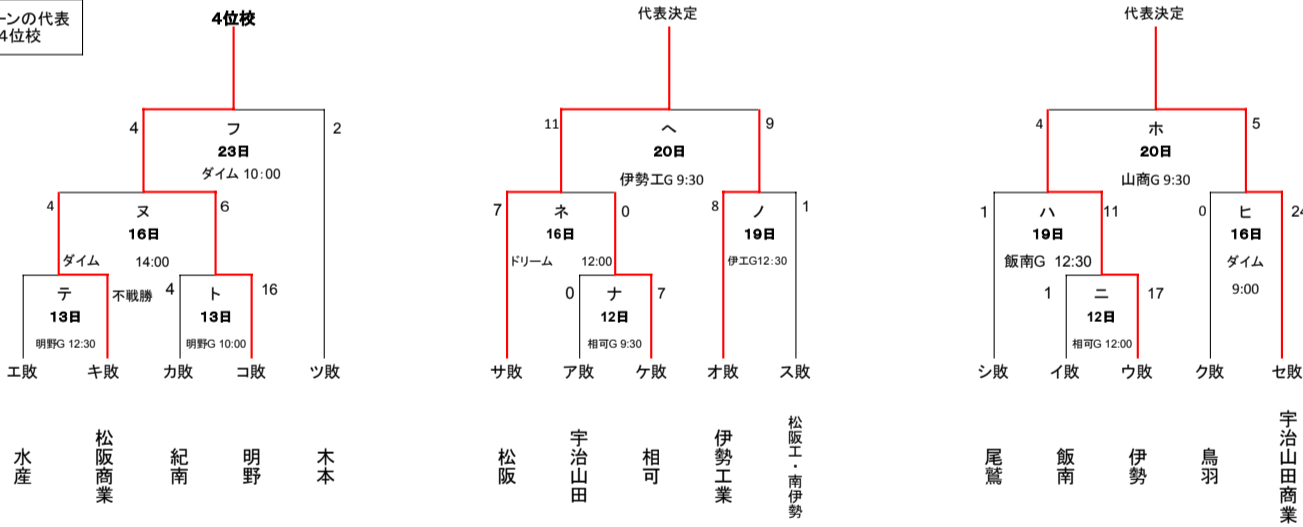 ーンの代表
4位校
4位校
4
フ
2
23日
ダイム 10:00
4
ヌ
6
16日
ダイム 14:00
テ
不戦勝
4
ト
16
13日
13日
明野G 12:30
明野G 10:00
エ敗
キ敗
カ敗
コ敗
ツ敗
水産
松阪商業
紀南
明野
木本
代表決定
11
ヘ
9
20日
伊勢工G 9:30
7
ネ
0
8
ノ
1
16日
19日
ドリーム 12:00
伊工G12:30
0
ナ
7
12日
相可G 9:30
サ敗
ア敗
ケ敗
オ敗
ス敗
松阪
宇治山田
相可
伊勢工業
松阪工・南伊勢
代表決定
4
ホ
5
20日
山商G 9:30
1
ハ
11
0
ヒ
24
19日
16日
飯南G 12:30
ダイム
9:00
1
ニ
17
12日
相可G 12:00
シ敗
イ敗
ウ敗
ク敗
セ敗
尾鷲
飯南
伊勢
鳥羽
宇治山田商業